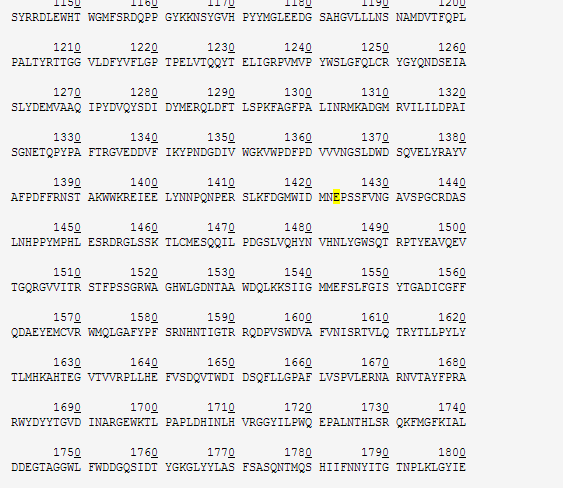 1150 1160 1170 1180 1190 1200
SYRRDLEWHT WGMFSRDQPP GYKKNSYGVH PYYMGLEEDG SAHGVLLLNS NAMDVTFQPL
1210 1220 1230 1240 1250 1260
PALTYRTTGG VLDFYVFLGP TPELVTQQYT ELIGRPVMVP YWSLGFQLCR YGYQNDSEIA
1270 1280 1290 1300 1310 1320
SLYDEMVAAQ IPYDVQYSDI DYMERQLDFT LSPKFAGFPA LINRMKADGM RVILILDPAI
1330 1340 1350 1360 1370 1380
SGNETQPYPA FTRGVEDDVF IKYPNDGDIV WGKVWPDFPD VVVNGSLDWD SQVELYRAYV
1390 1400 1410 1420 1430 1440
AFPDFFRNST AKWWKREIEE LYNNPQNPER SLKFDGMWID MNEPSSFVNG AVSPGCRDAS
1450 1460 1470 1480 1490 1500
LNHPPYMPHL ESRDRGLSSK TLCMESQQIL PDGSLVQHYN VHNLYGWSQT RPTYEAVQEV
1510 1520 1530 1540 1550 1560
TGQRGVVITR STFPSSGRWA GHWLGDNTAA WDQLKKSIIG MMEFSLFGIS YTGADICGFF
1570 1580 1590 1600 1610 1620
QDAEYEMCVR WMQLGAFYPF SRNHNTIGTR RQDPVSWDVA FVNISRTVLQ TRYTLLPYLY
1630 1640 1650 1660 1670 1680
TLMHKAHTEG VTVVRPLLHE FVSDQVTWDI DSQFLLGPAF LVSPVLERNA RNVTAYFPRA
1690 1700 1710 1720 1730 1740
RWYDYYTGVD INARGEWKTL PAPLDHINLH VRGGYILPWQ EPALNTHLSR QKFMGFKIAL
1750 1760 1770 1780 1790 1800
DDEGTAGGWL FWDDGQSIDT YGKGLYYLAS FSASQNTMQS HIIFNNYITG TNPLKLGYIE